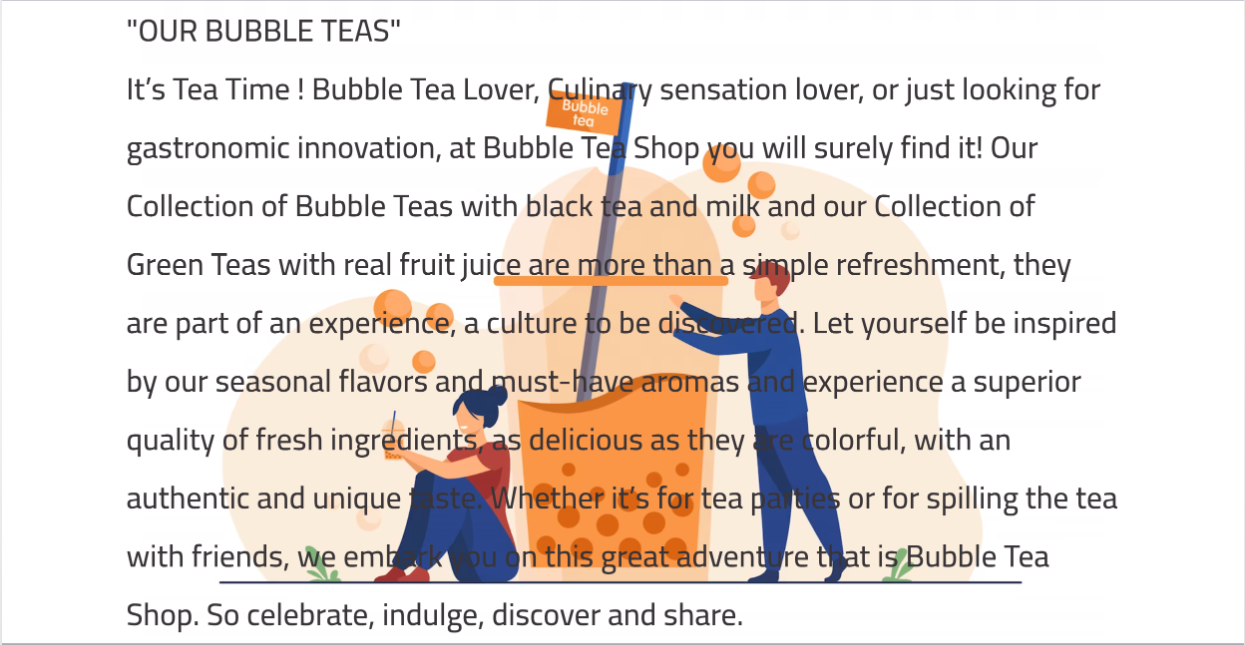 "OUR BUBBLE TEAS"
It’s Tea Time ! Bubble Tea Lover, Culinary sensation lover, or just looking for
Bubble
tea
gastronomic innovation, at Bubble Tea Shop you will surely find it! Our
Collection of Bubble Teas with black tea and milk and our Collection of
Green Teas with real fruit juice are more than a simple refreshment, they
are part of an experience, a culture to be discovered. Let yourself be inspired
by our seasonal flavors and must-have aromas and experience a superior
quality of fresh ingredients, as delicious as they are colorful, with an
authentic and unique taste. Whether it’s for tea parties or for spilling the tea
with friends, we embark you on this great adventure that is Bubble Tea
Shop. So celebrate, indulge, discover and share.